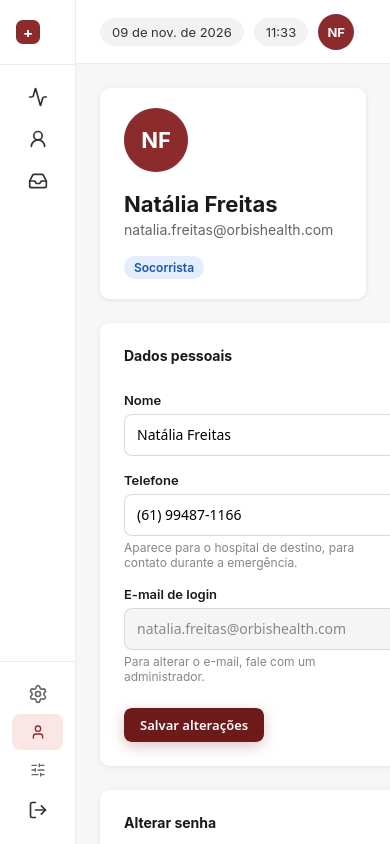 +
09 de nov. de 2026
11:33
NF
NF
Natália Freitas
natalia.freitas@orbishealth.com
Socorrista
Dados pessoais
Nome
Natália Freitas
Telefone
(61) 99487-1166
Aparece para o hospital de destino, para
contato durante a emergência.
E-mail de login
natalia.freitas@orbishealth.com
Para alterar o e-mail, fale com um
administrador.
Salvar alterações
Alterar senha